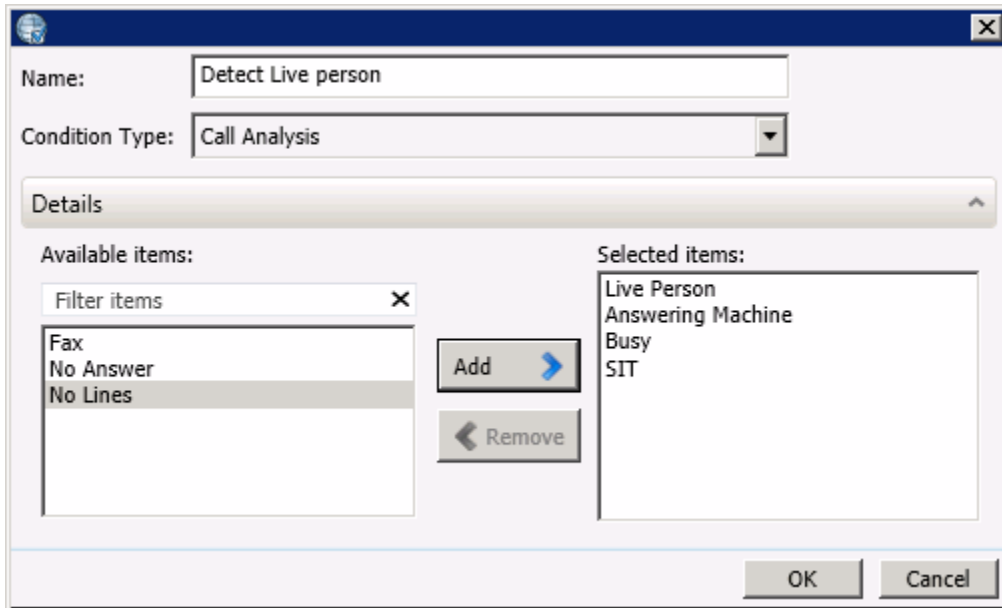 Name: Detect Live person
Condition Type: Call Analysis
Details
Available items:
Filter items
Fax
No Answer
No Lines
Add
Remove
Selected items:
Live Person
Answering Machine
Busy
SIT
OK Cancel